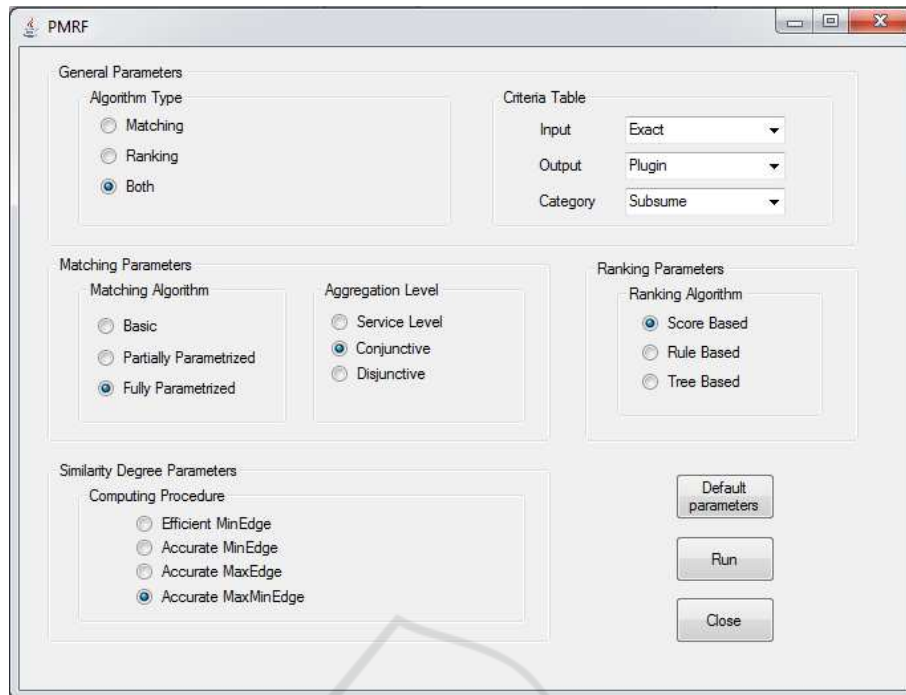 PMRF
General Parameters
Algorithm Type
Matching
Ranking
Both
Criteria Table
Input Exact
Output Plugin
Category Subsume
Matching Parameters
Matching Algorithm
Basic
Partially Parametrized
Fully Parametrized
Aggregation Level
Service Level
Conjunctive
Disjunctive
Ranking Parameters
Ranking Algorithm
Score Based
Rule Based
Tree Based
Similarity Degree Parameters
Computing Procedure
Efficient MinEdge
Accurate MinEdge
Accurate MaxEdge
Accurate MaxMinEdge
Default
parameters
Run
Close